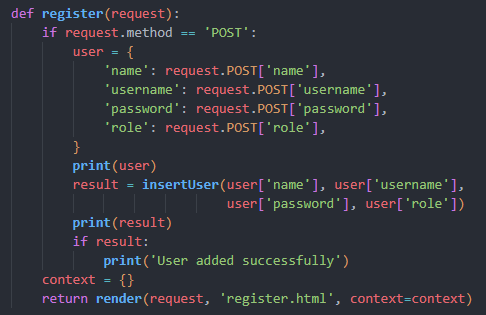 def register(request):
    if request.method == 'POST':
        user = {
            'name': request.POST['name'],
            'username': request.POST['username'],
            'password': request.POST['password'],
            'role': request.POST['role'],
        }
        print(user)
        result = insertUser(user['name'], user['username'],
                            user['password'], user['role'])
        print(result)
        if result:
            print('User added successfully')
    context = {}
    return render(request, 'register.html', context=context)